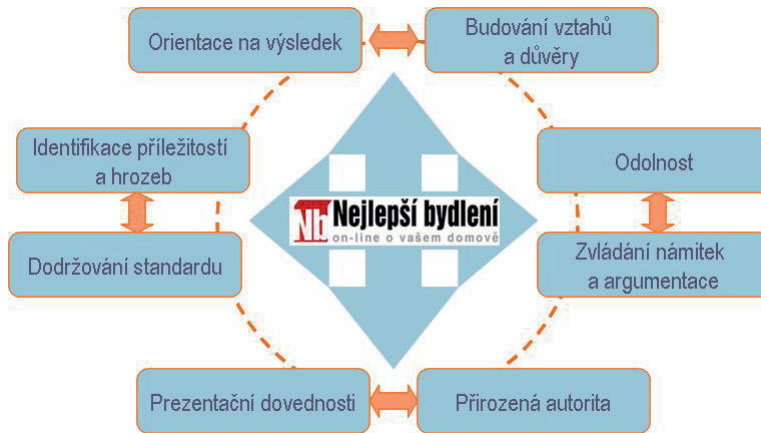 Orientace na výsledek
Budování vztahů
a důvěry
Identifikace příležitostí
a hrozeb
Odolnost
Nb Nejlepší bydlení
on-line o vašem domově
Dodržování standardu
Zvládání námitek
a argumentace
Prezentační dovednosti
Přirozená autorita